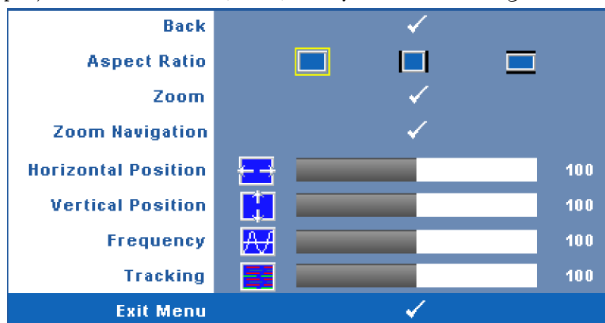 Back
Aspect Ratio
Zoom
Zoom Navigation
Horizontal Position 100
Vertical Position 100
Frequency 100
Tracking 100
Exit Menu